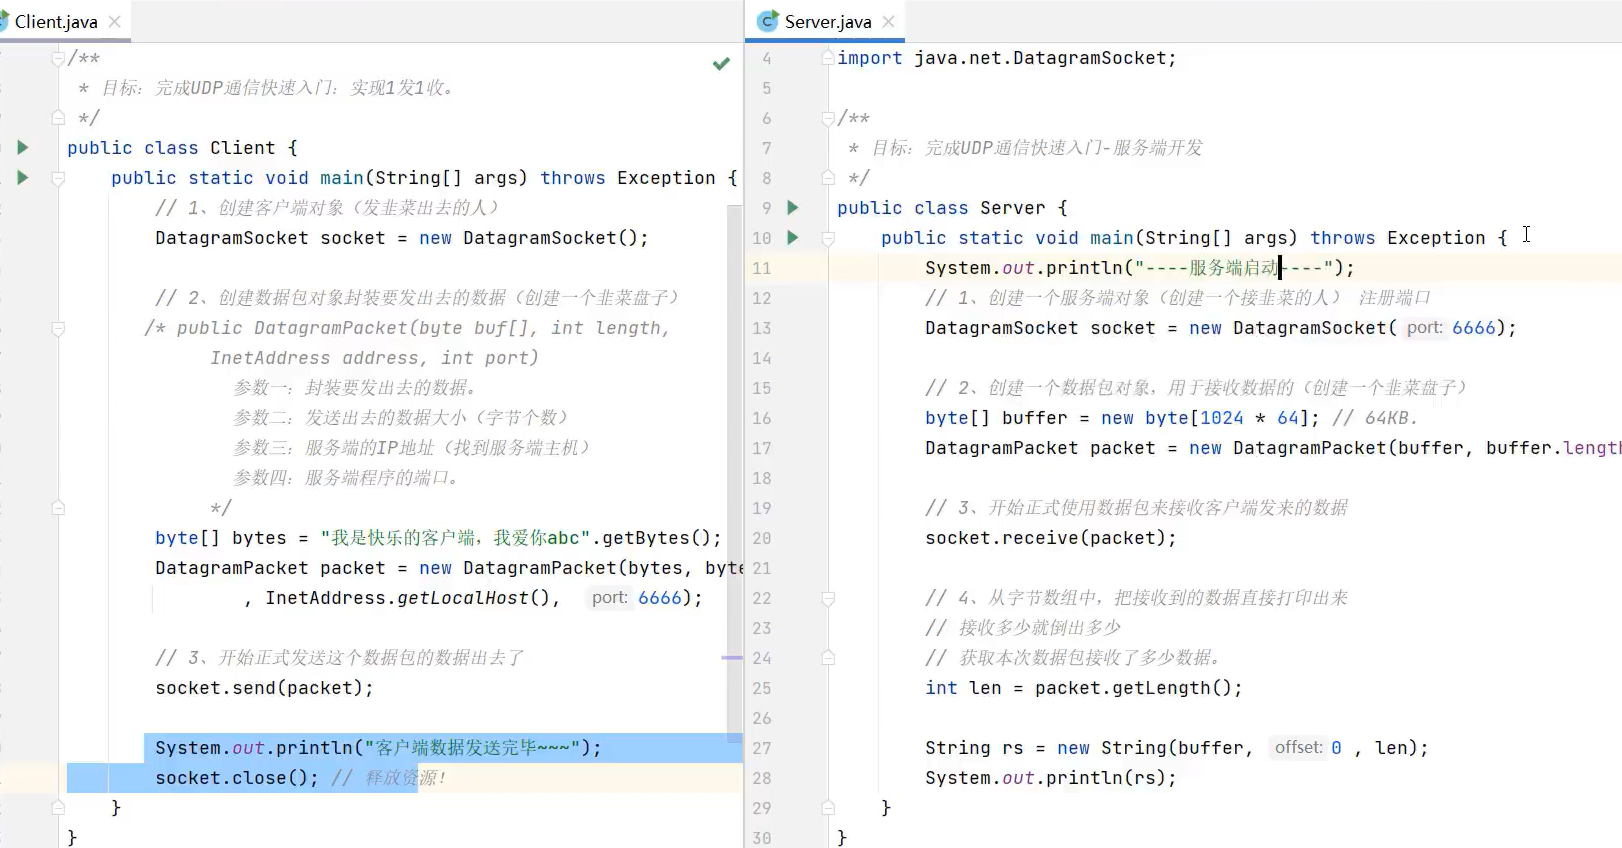 Client.java
/**
 * 目标：完成UDP通信快速入门：实现1发1收。
 */
public class Client {
public static void main(String[] args) throws Exception {
// 1、创建客户端对象（发韭菜出去的人）
DatagramSocket socket = new DatagramSocket();
// 2、创建数据包对象封装要发出去的数据（创建一个韭菜盘子）
/* public DatagramPacket(byte buf[], int length,
InetAddress address, int port)
参数一：封装要发出去的数据。
参数二：发送出去的数据大小（字节个数）
参数三：服务端的IP地址（找到服务端主机）
参数四：服务端程序的端口。
*/
byte[] bytes = "我是快乐的客户端，我爱你abc".getBytes();
DatagramPacket packet = new DatagramPacket(bytes, byte
, InetAddress.getLocalHost(), port: 6666);
// 3、开始正式发送这个数据包的数据出去了
socket.send(packet);
System.out.println("客户端数据发送完毕~~~");
socket.close(); // 释放资源！
}
}
Server.java
4 import java.net.DatagramSocket;
5
6 /**
7 * 目标：完成UDP通信快速入门-服务端开发
8 */
9 public class Server {
10 public static void main(String[] args) throws Exception {
11 System.out.println("----服务端启动----");
12 // 1、创建一个服务端对象（创建一个接韭菜的人） 注册端口
13 DatagramSocket socket = new DatagramSocket( port: 6666);
14
15 // 2、创建一个数据包对象，用于接收数据的（创建一个韭菜盘子）
16 byte[] buffer = new byte[1024 * 64]; // 64KB.
17 DatagramPacket packet = new DatagramPacket(buffer, buffer.length
18
19 // 3、开始正式使用数据包来接收客户端发来的数据
20 socket.receive(packet);
21
22 // 4、从字节数组中，把接收到的数据直接打印出来
23 // 接收多少就倒出多少
24 // 获取本次数据包接收了多少数据。
25 int len = packet.getLength();
26
27 String rs = new String(buffer, offset: 0 , len);
28 System.out.println(rs);
29 }
30 }